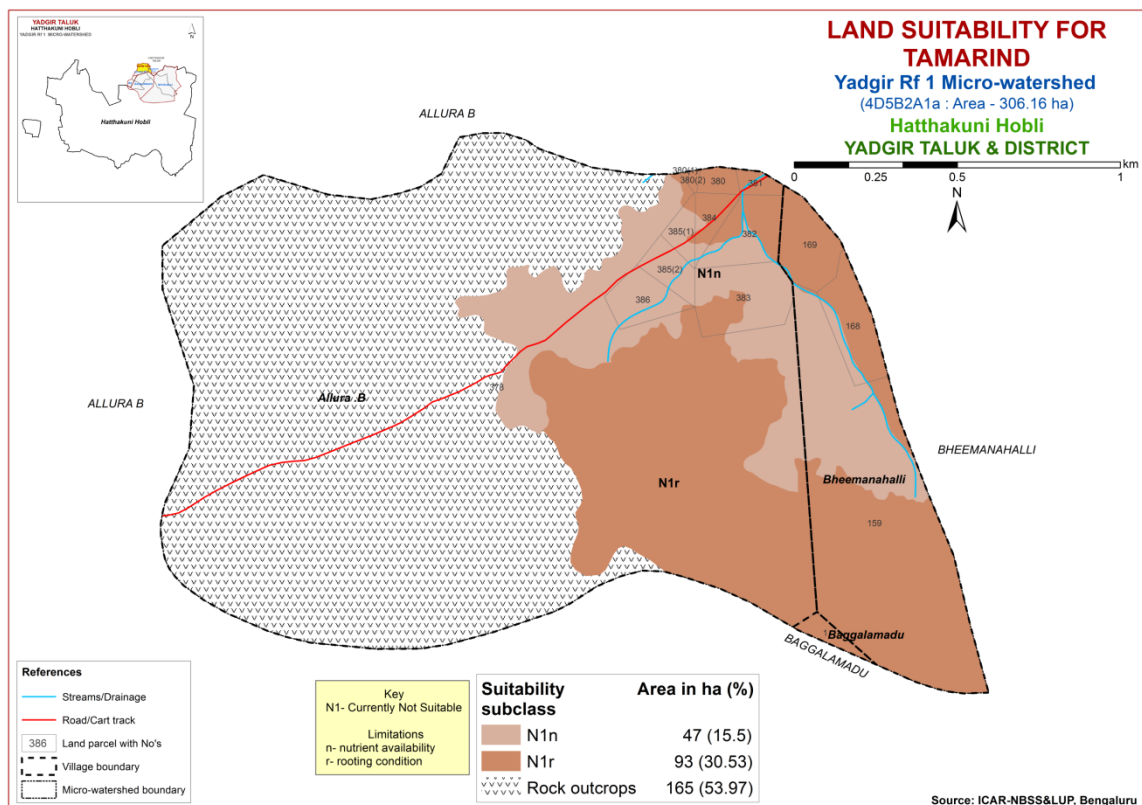 YADGIR TALUK
HATTHAKUNI HOBLI
YADGIR Rf 1 MICRO-WATERSHED
N
Hatthakuni Hobli
LAND SUITABILITY FOR
TAMARIND
Yadgir Rf 1 Micro-watershed
(4D5B2A1a : Area - 306.16 ha)
Hatthakuni Hobli
YADGIR TALUK & DISTRICT
km
0 0.25 0.5 1
N
ALLURA B
380(1)
380(2)
380
381
384
385(1)
382
169
385(2)
N1n
386
383
168
378
Allura .B
ALLURA B
BHEEMANAHALLI
N1r
Bheemanahalli
159
Baggalamadu
BAGGALAMADU
References
Streams/Drainage
Road/Cart track
386 Land parcel with No's
Village boundary
Micro-watershed boundary
Key
N1- Currently Not Suitable
Limitations
n- nutrient availability
r- rooting condition
Suitability subclass Area in ha (%)
N1n 47 (15.5)
N1r 93 (30.53)
Rock outcrops 165 (53.97)
Source: ICAR-NBSS&LUP, Bengaluru